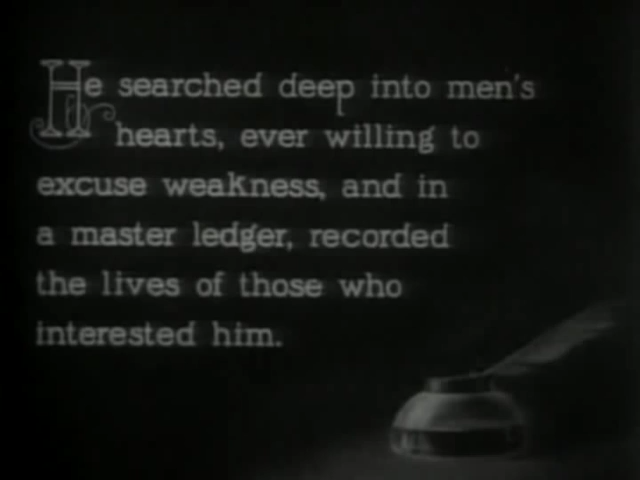 He searched deep into men's
hearts, ever willing to
excuse weakness, and in
a master ledger, recorded
the lives of those who
interested him.